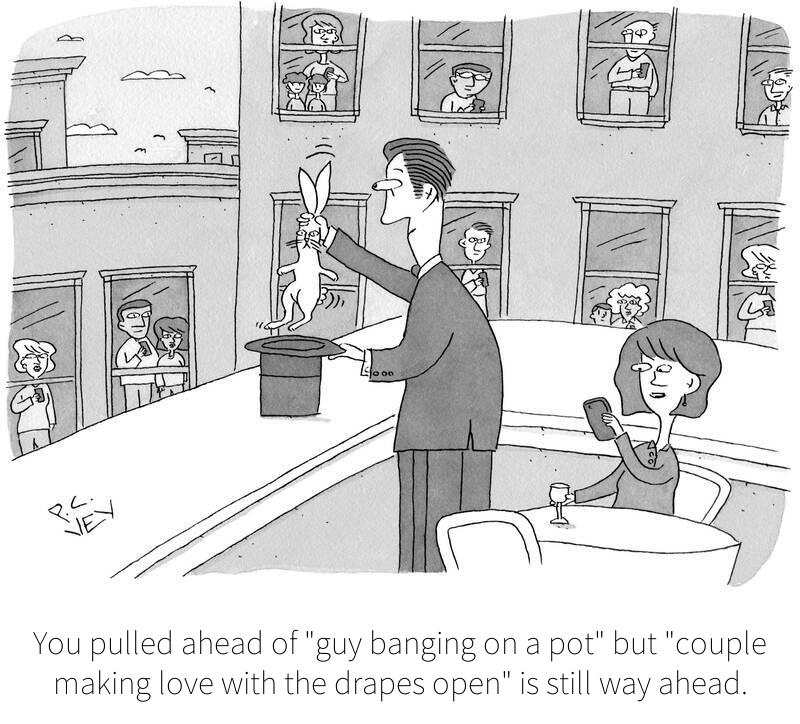 P.C.
VEY
You pulled ahead of "guy banging on a pot" but "couple
making love with the drapes open" is still way ahead.